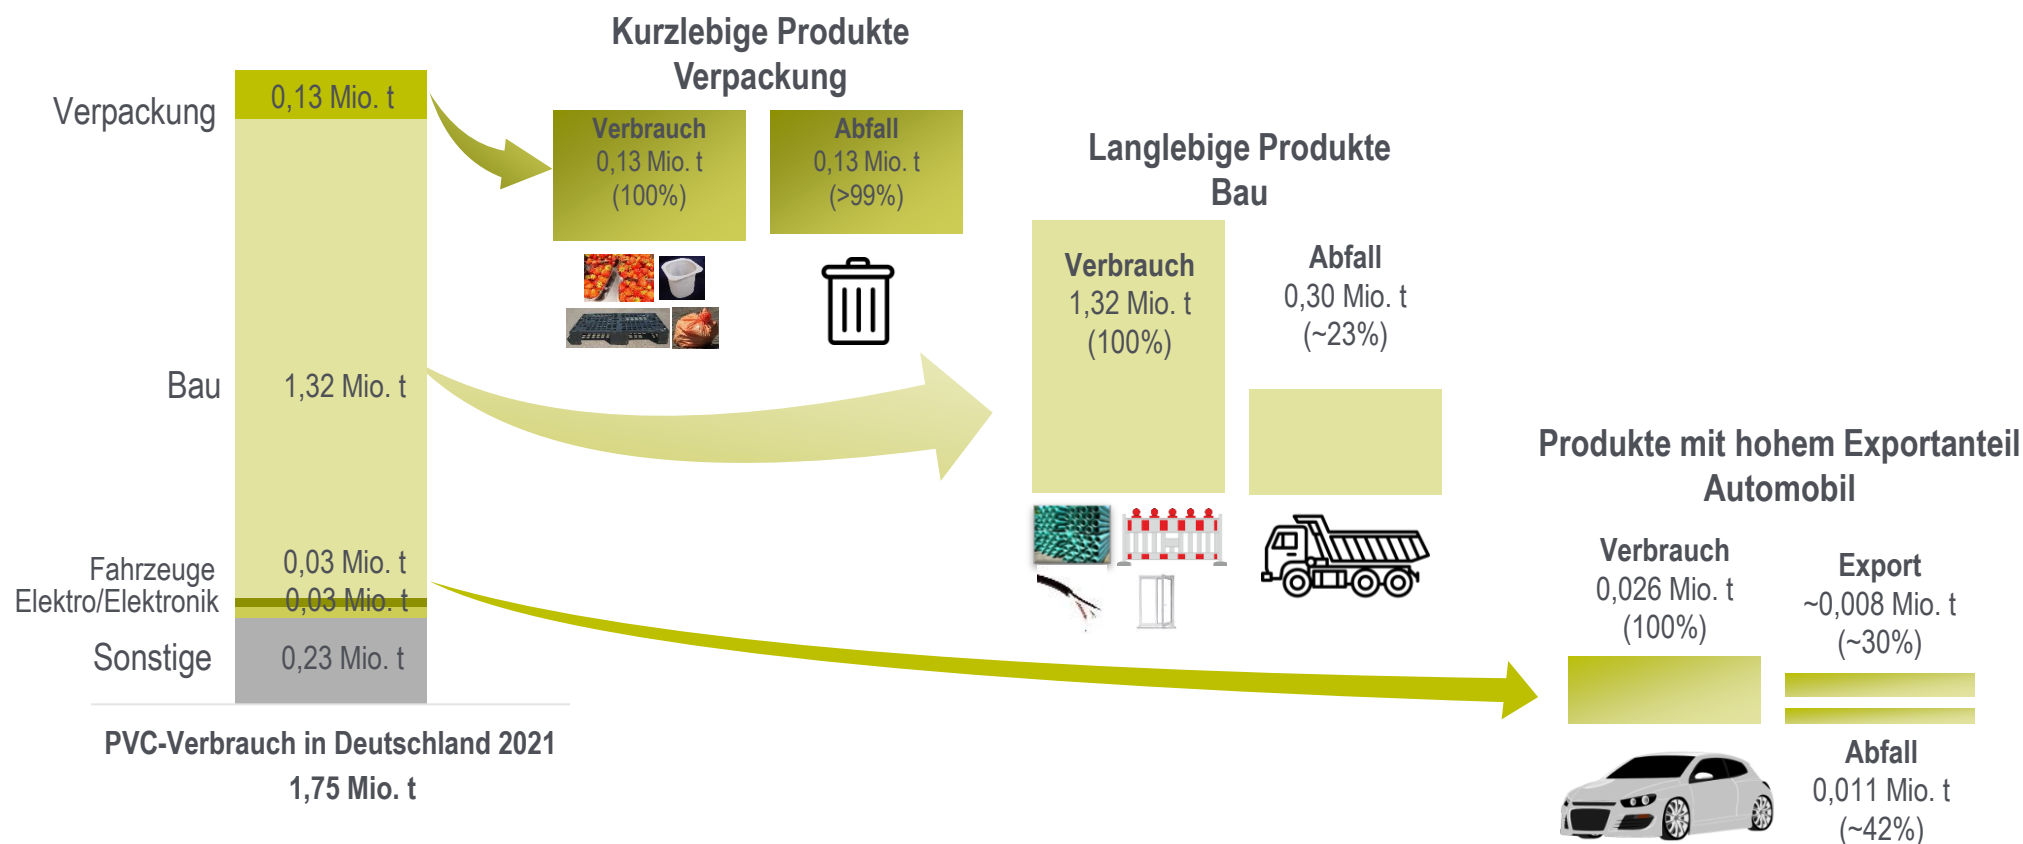 Kurzlebige Produkte
Verpackung
Verpackung
0,13 Mio. t
Verbrauch
0,13 Mio. t
(100%)
Abfall
0,13 Mio. t
(>99%)
Langlebige Produkte
Bau
Verbrauch
1,32 Mio. t
(100%)
Abfall
0,30 Mio. t
(~23%)
Bau
1,32 Mio. t
Produkte mit hohem Exportanteil
Automobil
Verbrauch
0,026 Mio. t
(100%)
Export
~0,008 Mio. t
(~30%)
Abfall
0,011 Mio. t
(~42%)
Fahrzeuge
0,03 Mio. t
Elektro/Elektronik
0,03 Mio. t
Sonstige
0,23 Mio. t
PVC-Verbrauch in Deutschland 2021
1,75 Mio. t